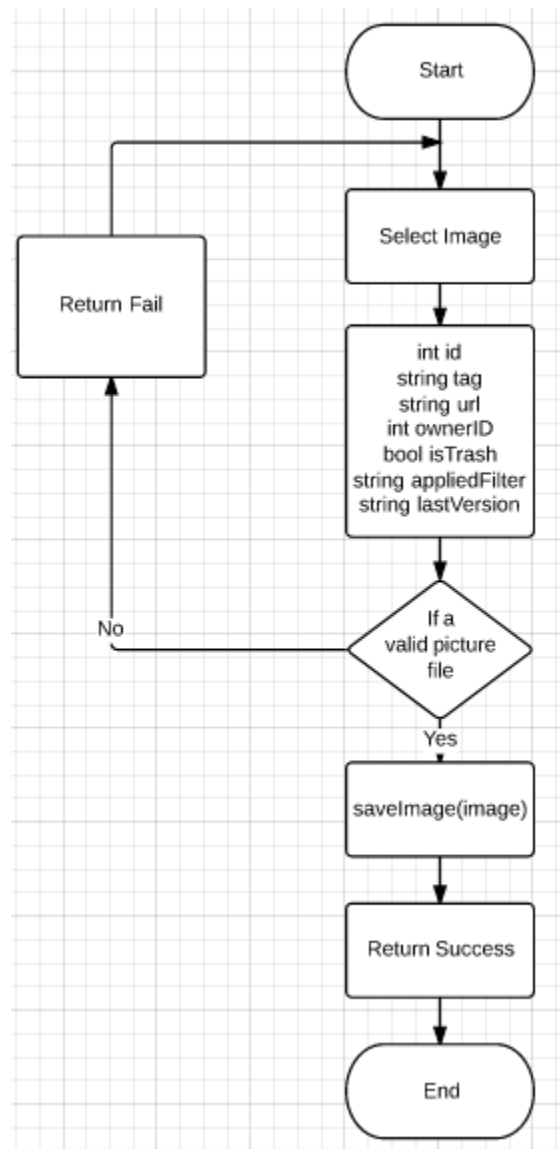 Start
Select Image
Return Fail
int id
string tag
string url
int ownerID
bool isTrash
string appliedFilter
string lastVersion
If a
valid picture
file
No
Yes
saveImage(image)
Return Success
End